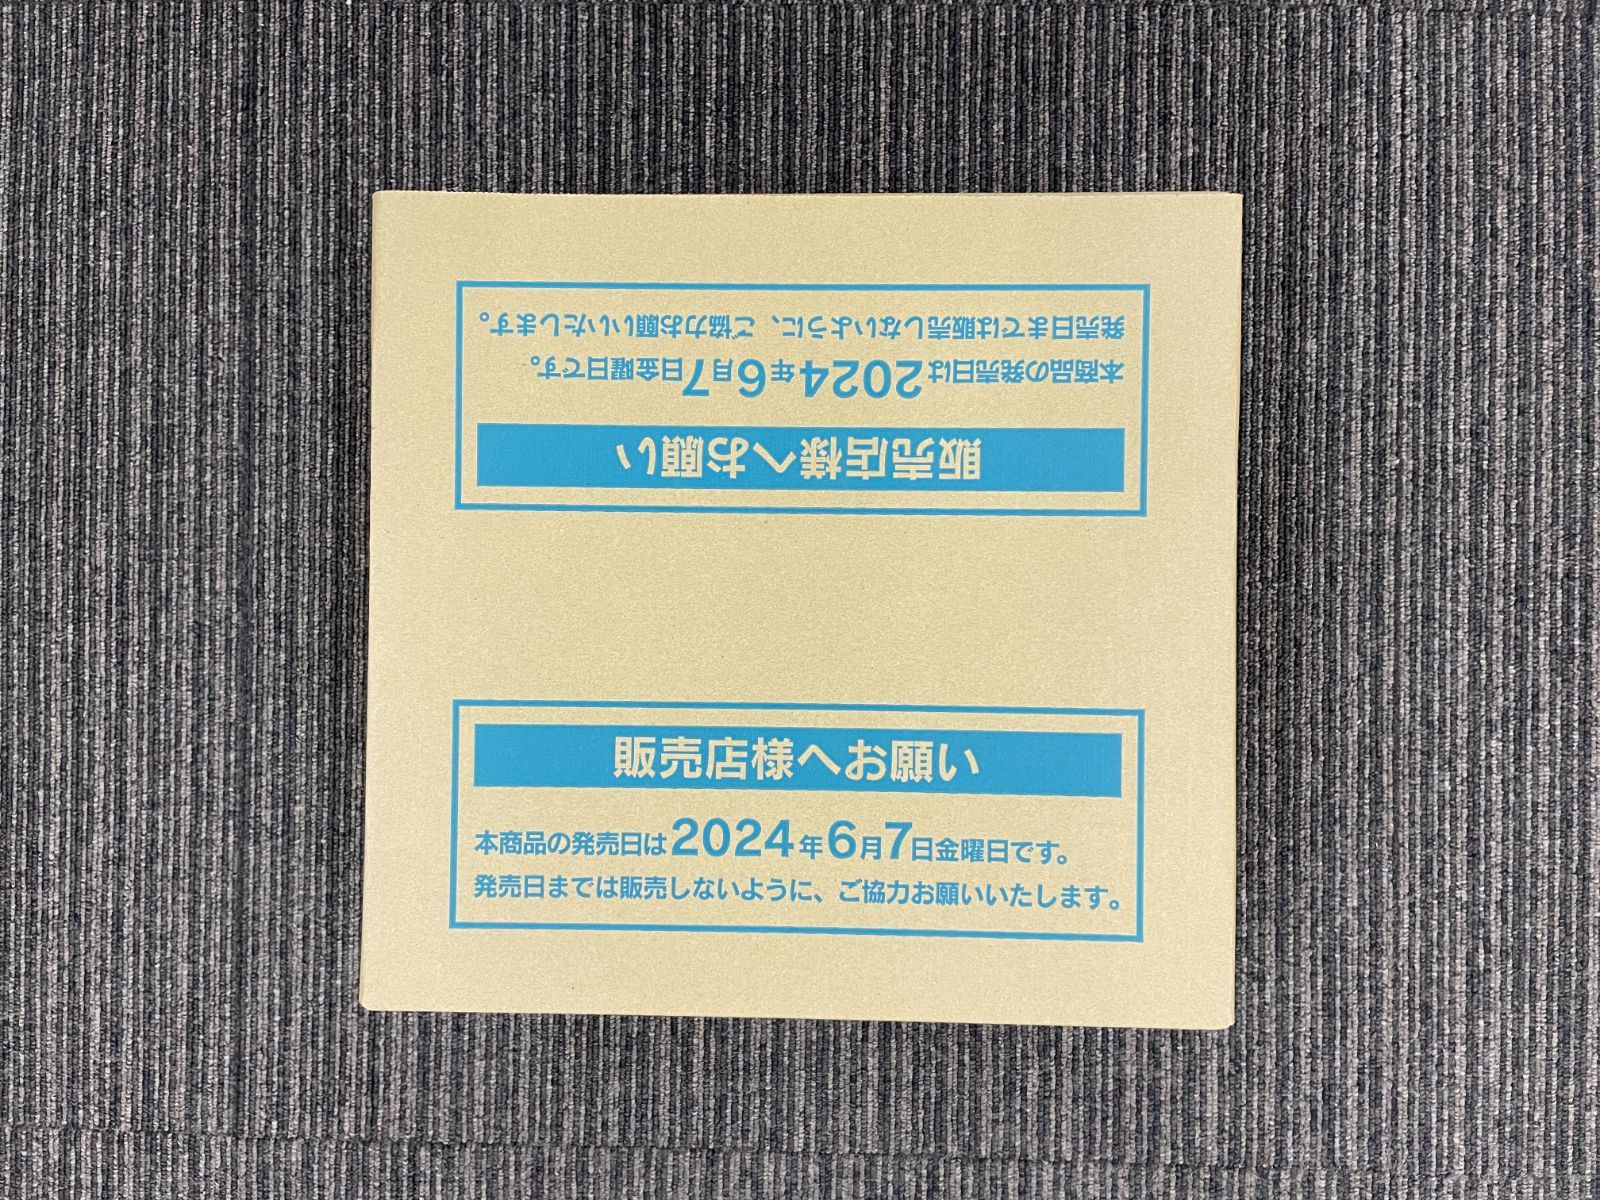 販売店様へお願い
本商品の発売日は2024年6月7日金曜日です。
発売日までは販売しないように、ご協力お願いいたします。
販売店様へお願い
本商品の発売日は2024年6月7日金曜日です。
発売日までは販売しないように、ご協力お願いいたします。